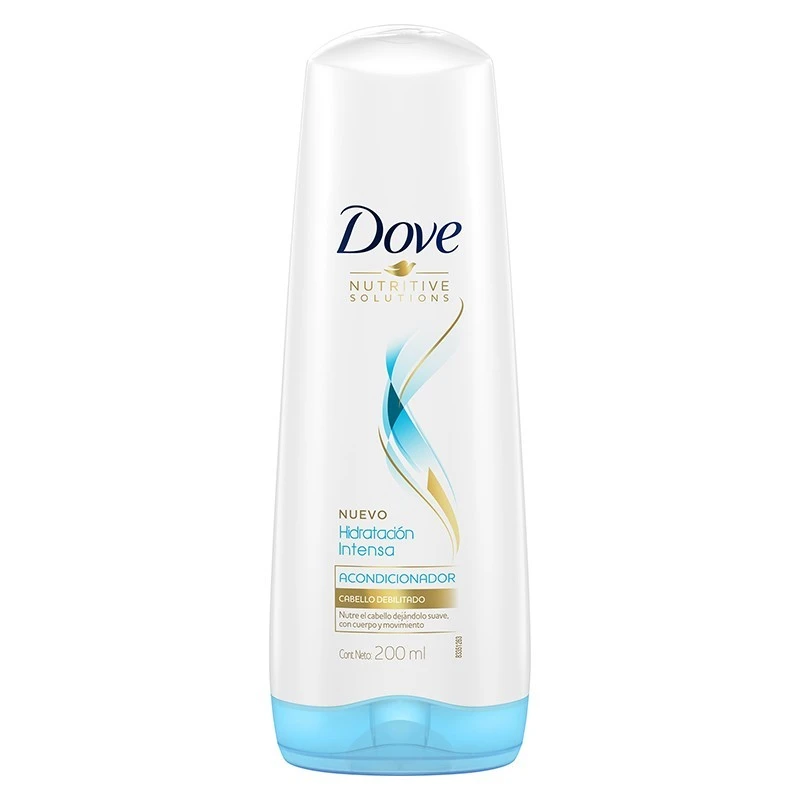 Dove
NUTRITIVE
SOLUTIONS
NUEVO
Hidratación
Intensa
ACONDICIONADOR
CABELLO DEBILITADO
Nutre el cabello dejándolo suave,
con cuerpo y movimiento
Cont. Neto: 200 ml